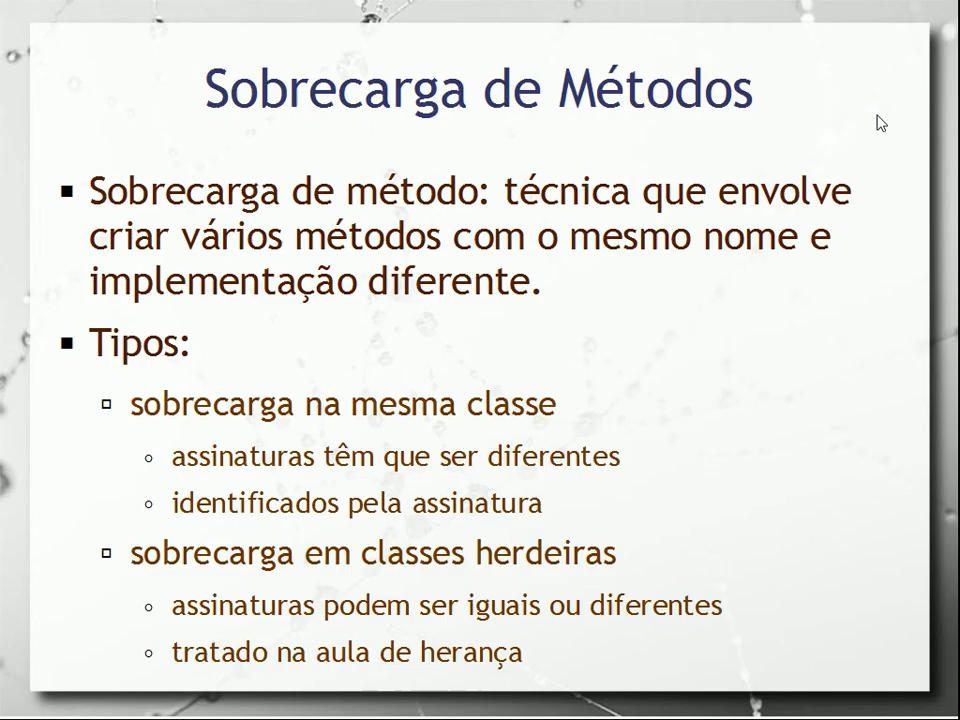 Sobrecarga de Métodos
Sobrecarga de método: técnica que envolve
criar vários métodos com o mesmo nome e
implementação diferente.
Tipos:
sobrecarga na mesma classe
assinaturas têm que ser diferentes
identificados pela assinatura
sobrecarga em classes herdeiras
assinaturas podem ser iguais ou diferentes
tratado na aula de herança